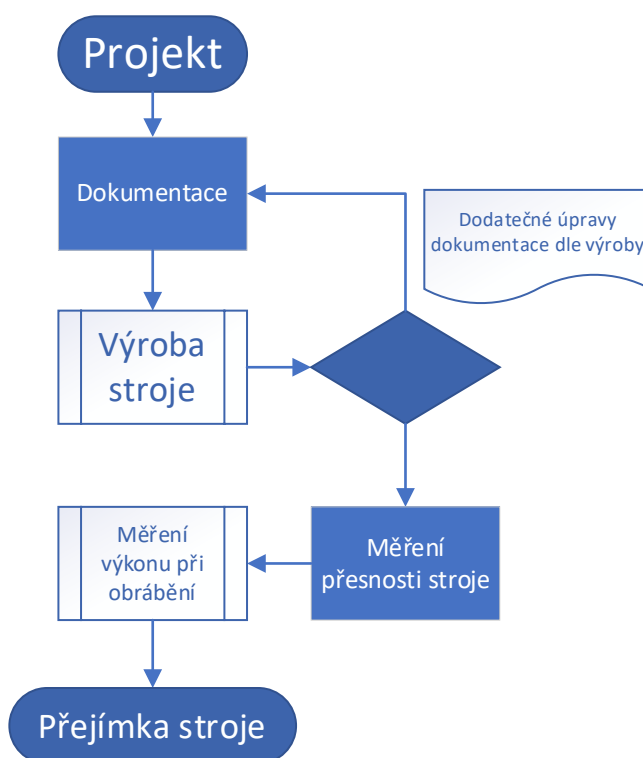 Projekt
Dokumentace
Dodatečné úpravy
dokumentace dle výroby
Výroba
stroje
Měření
výkonu při
obrábění
Měření
přesnosti stroje
Přejímka stroje